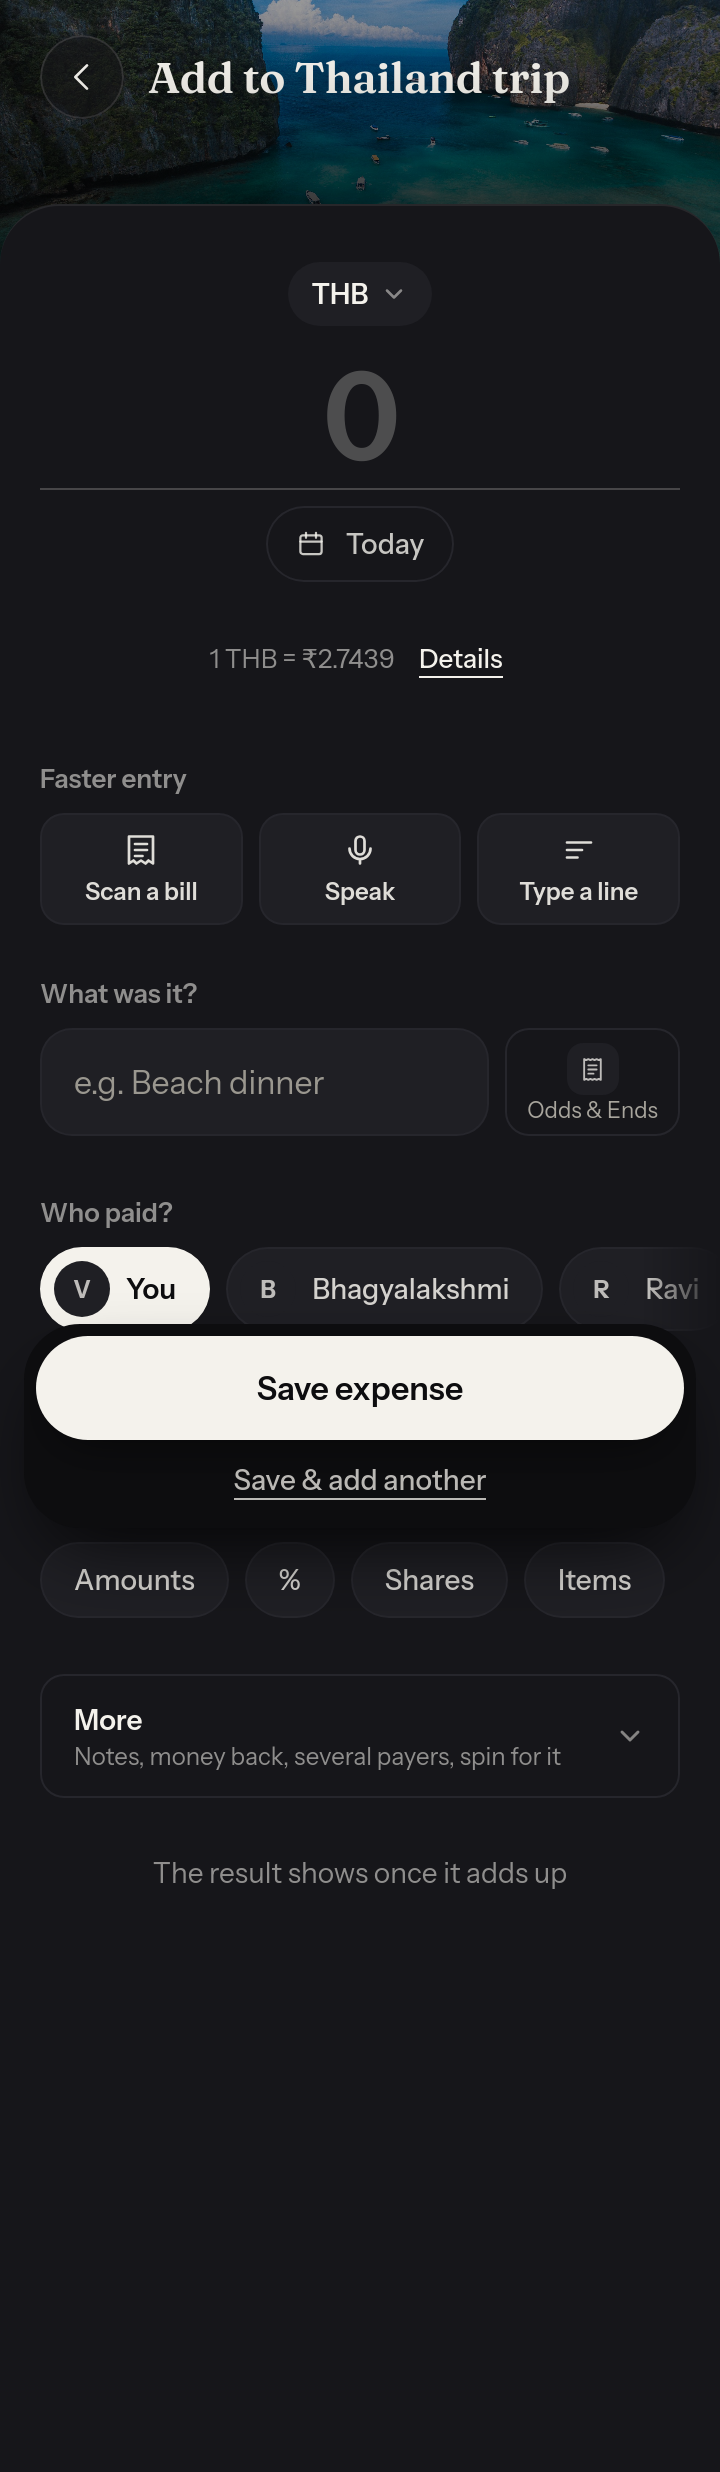 Add to Thailand trip
THB
0
Today
1 THB = ₹2.7439 Details
Faster entry
Scan a bill
Speak
Type a line
What was it?
e.g. Beach dinner
Odds & Ends
Who paid?
V You
B Bhagyalakshmi
R Ravi
Save expense
Save & add another
Amounts
%
Shares
Items
More
Notes, money back, several payers, spin for it
The result shows once it adds up